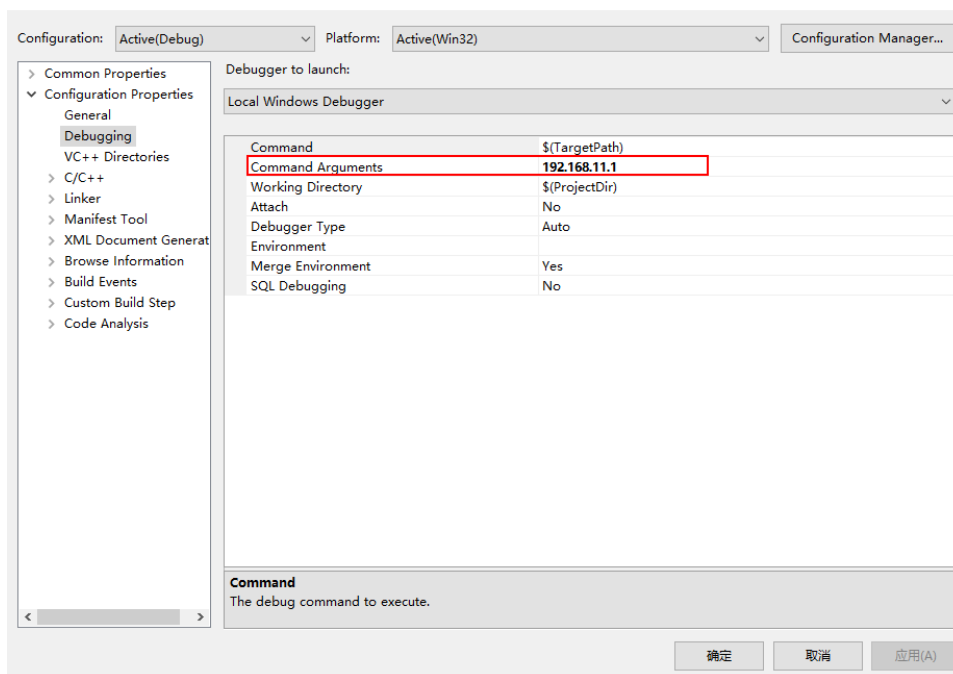 Configuration: Active(Debug) Platform: Active(Win32) Configuration Manager...
Common Properties
Configuration Properties
General
Debugging
VC++ Directories
C/C++
Linker
Manifest Tool
XML Document Generat
Browse Information
Build Events
Custom Build Step
Code Analysis
Debugger to launch:
Local Windows Debugger
Command $(TargetPath)
Command Arguments 192.168.11.1
Working Directory $(ProjectDir)
Attach No
Debugger Type Auto
Environment
Merge Environment Yes
SQL Debugging No
Command
The debug command to execute.
确定 取消 应用(A)